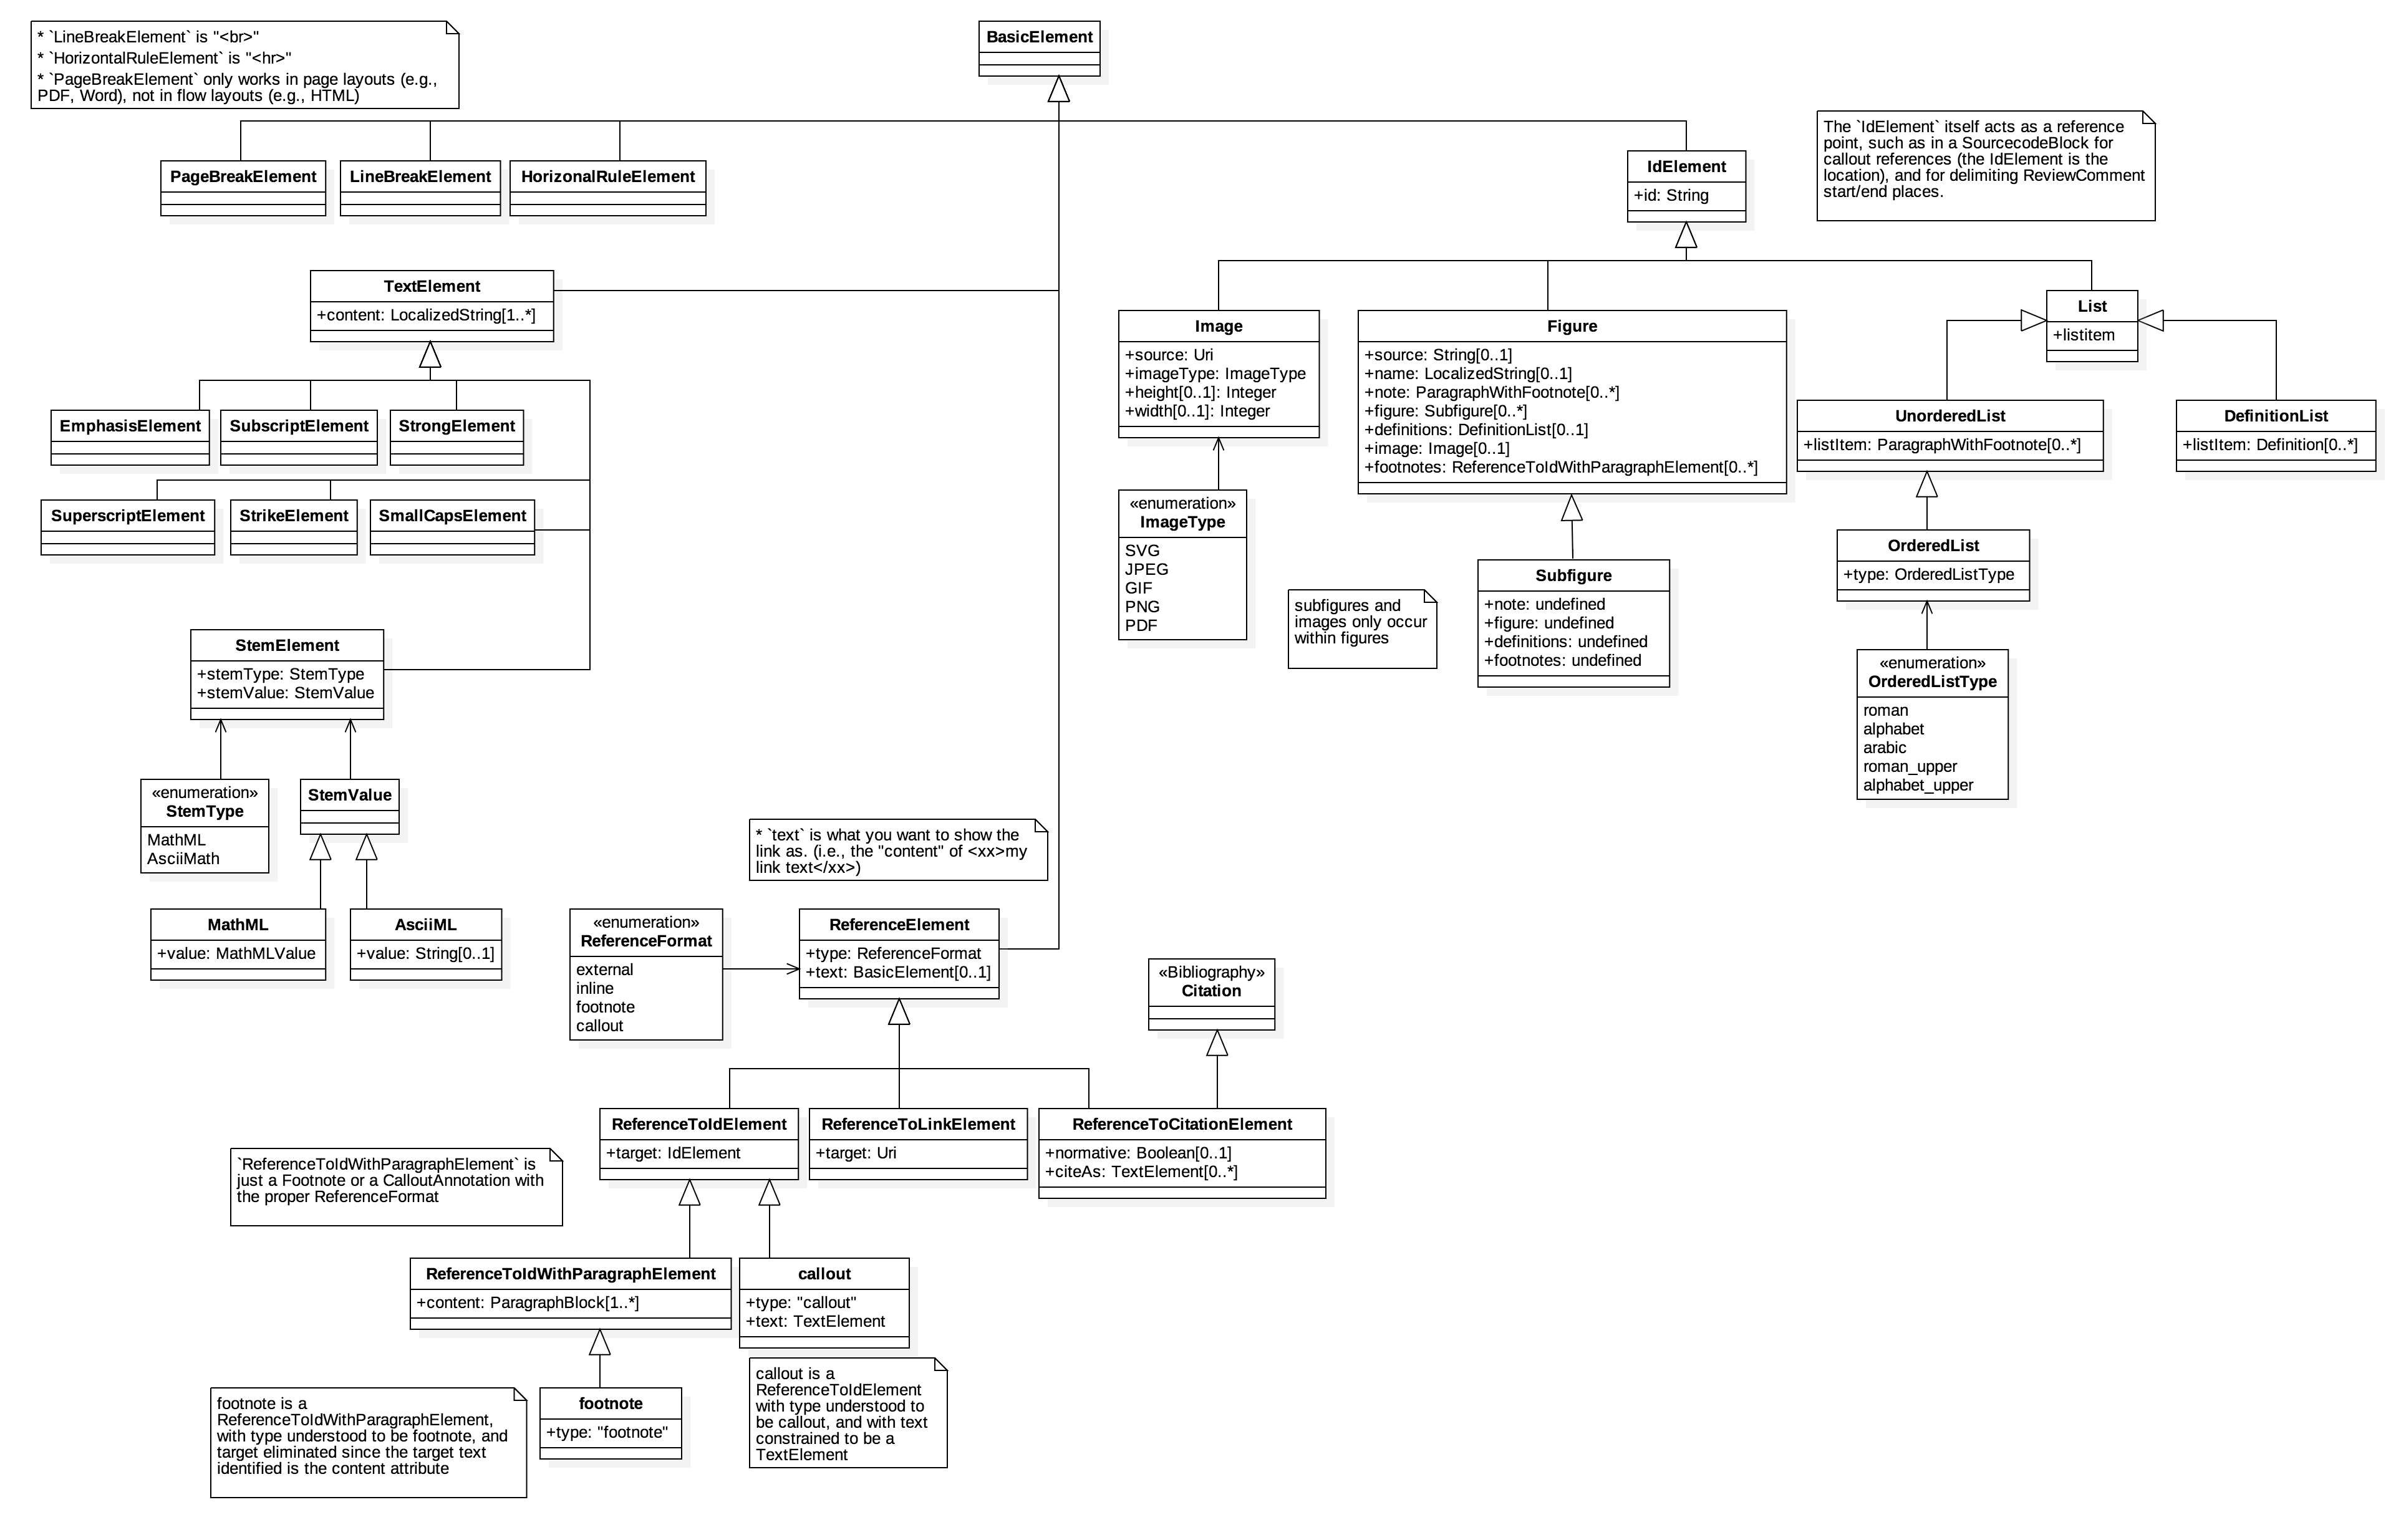 * `LineBreakElement` is "<br>"
* `HorizontalRuleElement` is "<hr>"
* `PageBreakElement` only works in page layouts (e.g.,
PDF, Word), not in flow layouts (e.g., HTML)
BasicElement
The `IdElement` itself acts as a reference
point, such as in a SourcecodeBlock for
callout references (the IdElement is the
location), and for delimiting ReviewComment
start/end places.
PageBreakElement
LineBreakElement
HorizonalRuleElement
IdElement
+id: String
TextElement
+content: LocalizedString[1..*]
Image
+source: Uri
+imageType: ImageType
+height[0..1]: Integer
+width[0..1]: Integer
Figure
+source: String[0..1]
+name: LocalizedString[0..1]
+note: ParagraphWithFootnote[0..*]
+figure: Subfigure[0..*]
+definitions: DefinitionList[0..1]
+image: Image[0..1]
+footnotes: ReferenceToIdWithParagraphElement[0..*]
List
+listitem
UnorderedList
+listItem: ParagraphWithFootnote[0..*]
DefinitionList
+listItem: Definition[0..*]
EmphasisElement
SubscriptElement
StrongElement
SuperscriptElement
StrikeElement
SmallCapsElement
«enumeration»
ImageType
SVG
JPEG
GIF
PNG
PDF
subfigures and
images only occur
within figures
Subfigure
+note: undefined
+figure: undefined
+definitions: undefined
+footnotes: undefined
OrderedList
+type: OrderedListType
«enumeration»
OrderedListType
roman
alphabet
arabic
roman_upper
alphabet_upper
StemElement
+stemType: StemType
+stemValue: StemValue
«enumeration»
StemType
MathML
AsciiMath
StemValue
MathML
+value: MathMLValue
AsciiML
+value: String[0..1]
* `text` is what you want to show the
link as. (i.e., the "content" of <xx>my
link text</xx>)
«enumeration»
ReferenceFormat
external
inline
footnote
callout
ReferenceElement
+type: ReferenceFormat
+text: BasicElement[0..1]
«Bibliography»
Citation
ReferenceToIdElement
+target: IdElement
ReferenceToLinkElement
+target: Uri
ReferenceToCitationElement
+normative: Boolean[0..1]
+citeAs: TextElement[0..*]
`ReferenceToIdWithParagraphElement` is
just a Footnote or a CalloutAnnotation with
the proper ReferenceFormat
ReferenceToIdWithParagraphElement
+content: ParagraphBlock[1..*]
callout
+type: "callout"
+text: TextElement
footnote is a
ReferenceToIdWithParagraphElement,
with type understood to be footnote, and
target eliminated since the target text
identified is the content attribute
footnote
+type: "footnote"
callout is a
ReferenceToIdElement
with type understood to
be callout, and with text
constrained to be a
TextElement